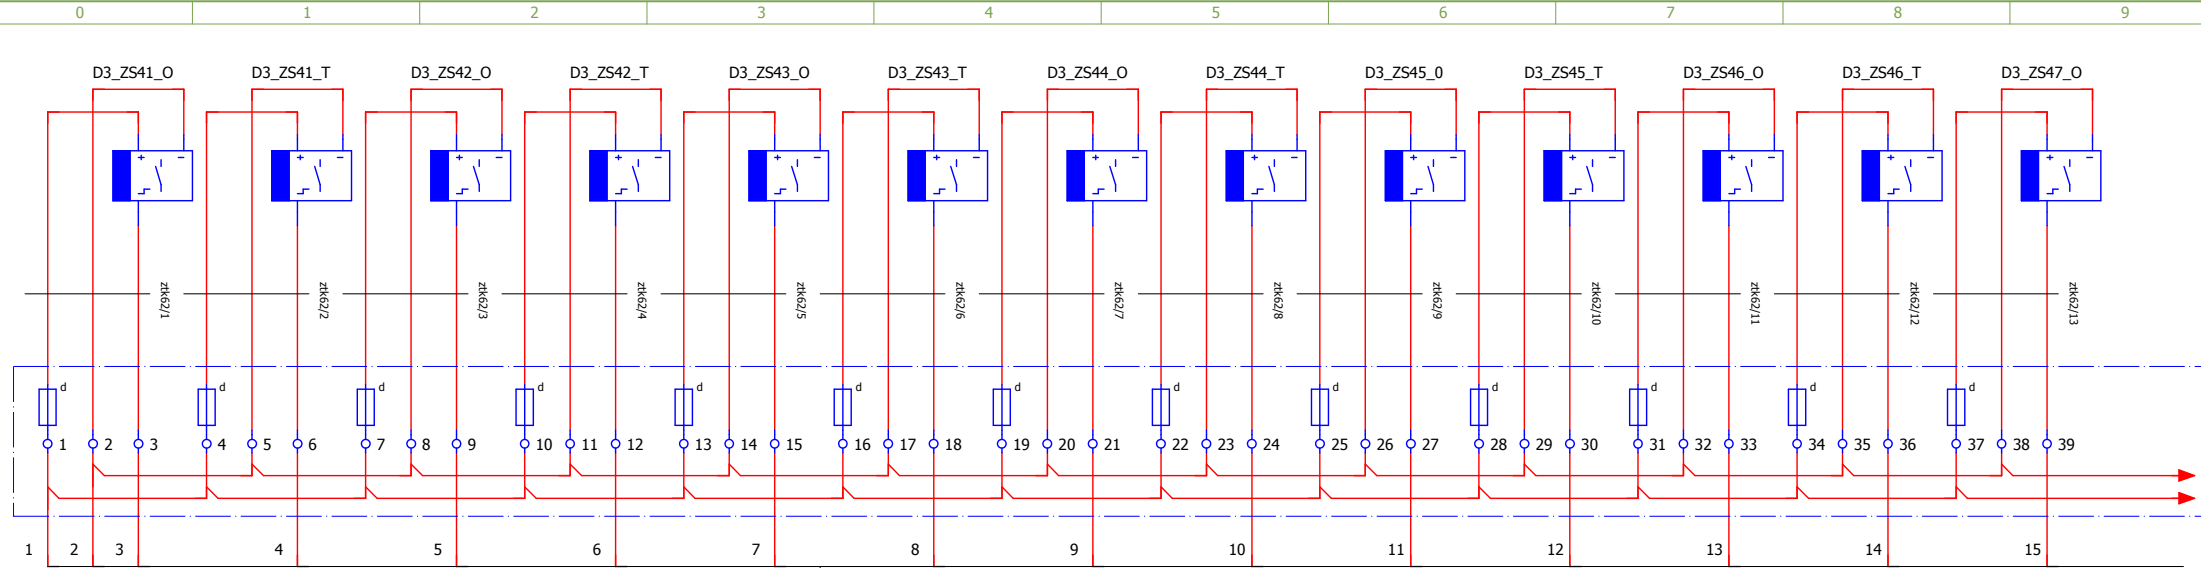 0 1 2 3 4 5 6 7 8 9
D3_ZS41_O D3_ZS41_T D3_ZS42_O D3_ZS42_T D3_ZS43_O D3_ZS43_T D3_ZS44_O D3_ZS44_T D3_ZS45_0 D3_ZS45_T D3_ZS46_O D3_ZS46_T D3_ZS47_O
+ − + − + − + − + − + − + − + − + − + − + − + − + −
ztk62/1 ztk62/2 ztk62/3 ztk62/4 ztk62/5 ztk62/6 ztk62/7 ztk62/8 ztk62/9 ztk62/10 ztk62/11 ztk62/12 ztk62/13
d d d d d d d d d d d d d
1 2 3 4 5 6 7 8 9 10 11 12 13 14 15 16 17 18 19 20 21 22 23 24 25 26 27 28 29 30 31 32 33 34 35 36 37 38 39
1 2 3 4 5 6 7 8 9 10 11 12 13 14 15